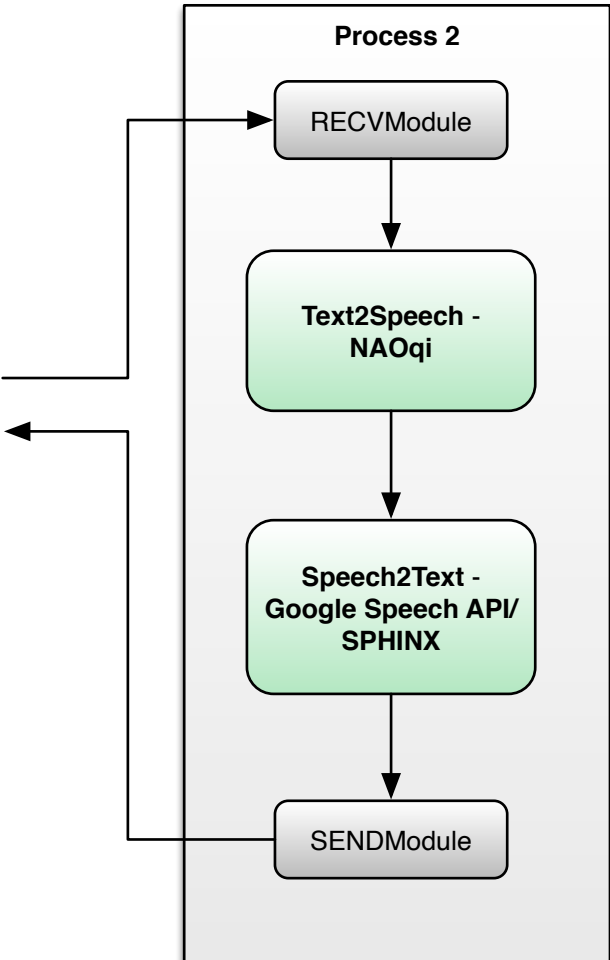 Process 2
RECVModule
Text2Speech -
NAOqi
Speech2Text -
Google Speech API/
SPHINX
SENDModule